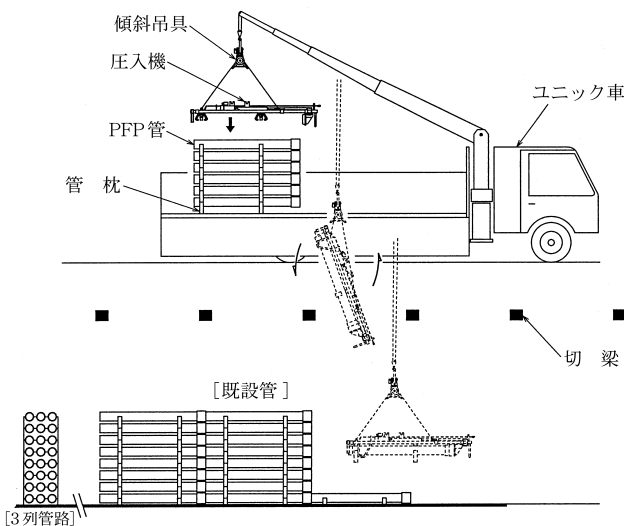 傾斜吊具
圧入機
ユニック車
PFP管
管 枕
切 梁
[既設管]
[3列管路]